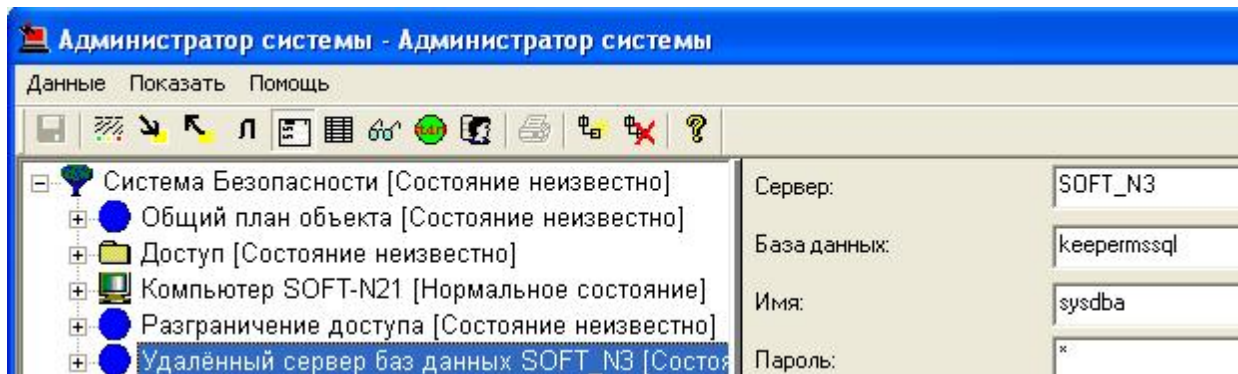 Администратор системы - Администратор системы
Данные Показать Помощь
Л start ?
Система Безопасности [Состояние неизвестно]
Общий план объекта [Состояние неизвестно]
Доступ [Состояние неизвестно]
Компьютер SOFT-N21 [Нормальное состояние]
Разграничение доступа [Состояние неизвестно]
Удалённый сервер баз данных SOFT_N3 [Состоя
Сервер: SOFT_N3
База данных: keepermssql
Имя: sysdba
Пароль: *